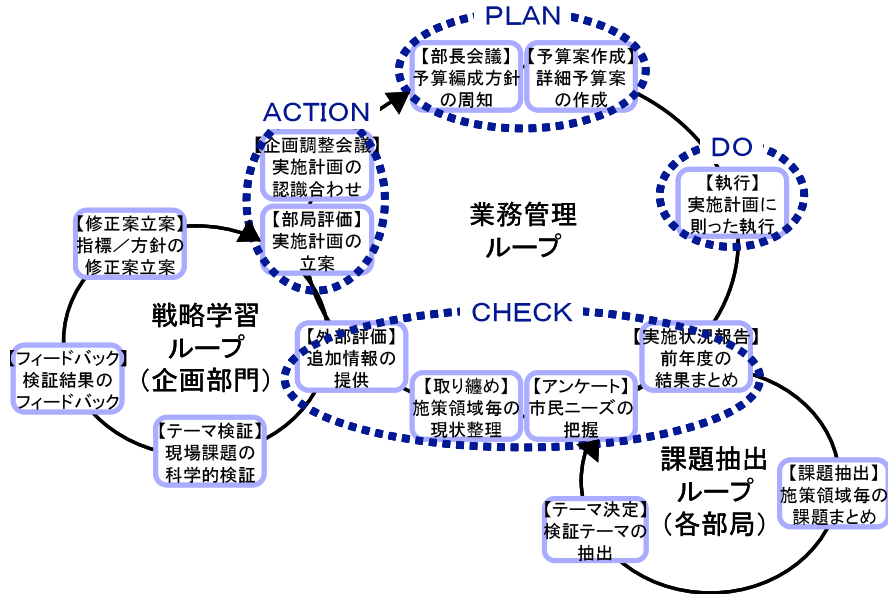 PLAN
【部長会議】
予算編成方針
の周知
【予算案作成】
詳細予算案
の作成
ACTION
【企画調整会議】
実施計画の
認識合わせ
【部局評価】
実施計画の
立案
DO
【執行】
実施計画に
則った執行
業務管理
ループ
【修正案立案】
指標／方針の
修正案立案
戦略学習
ループ
（企画部門）
CHECK
【外部評価】
追加情報の
提供
【実施状況報告】
前年度の
結果まとめ
【フィードバック】
検証結果の
フィードバック
【取り纏め】
施策領域毎の
現状整理
【アンケート】
市民ニーズの
把握
【テーマ検証】
現場課題の
科学的検証
課題抽出
ループ
（各部局）
【課題抽出】
施策領域毎の
課題まとめ
【テーマ決定】
検証テーマの
抽出